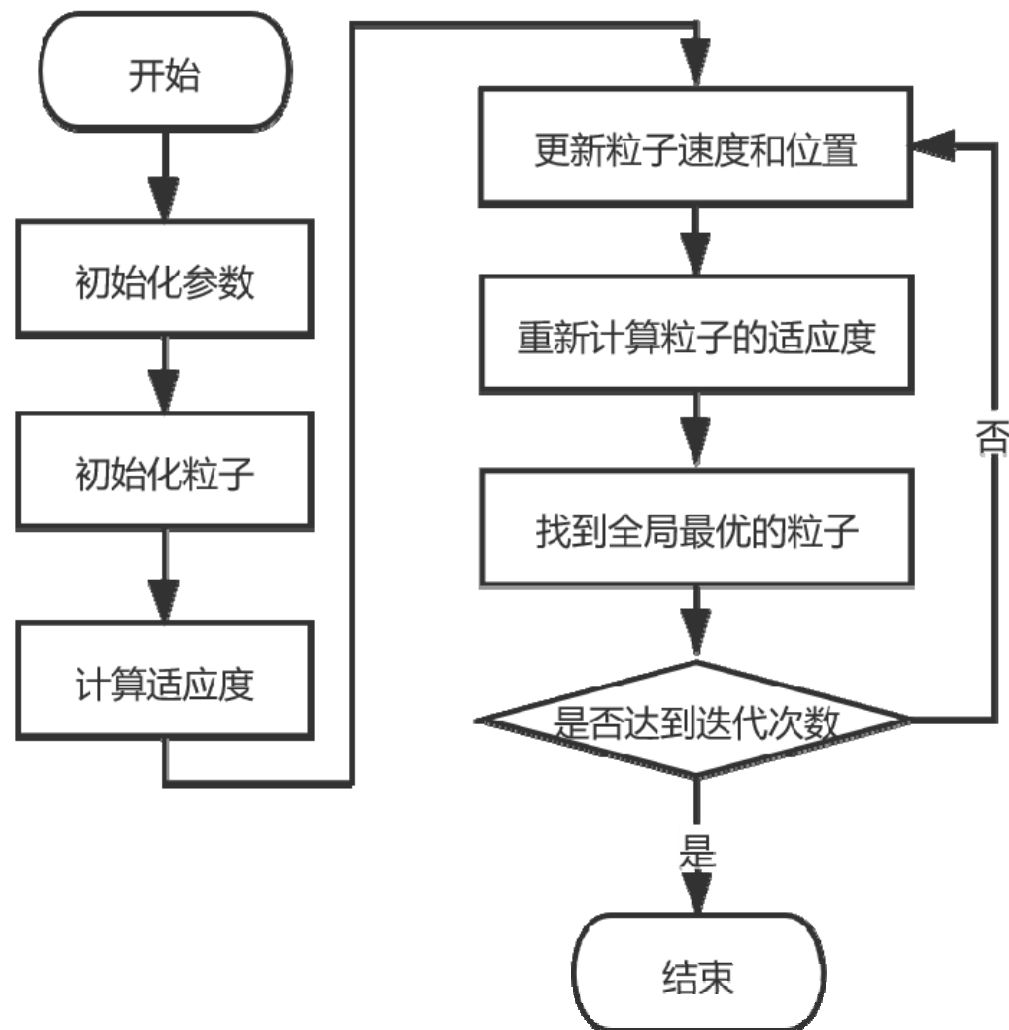 开始
初始化参数
初始化粒子
计算适应度
更新粒子速度和位置
重新计算粒子的适应度
找到全局最优的粒子
是否达到迭代次数
否
是
结束